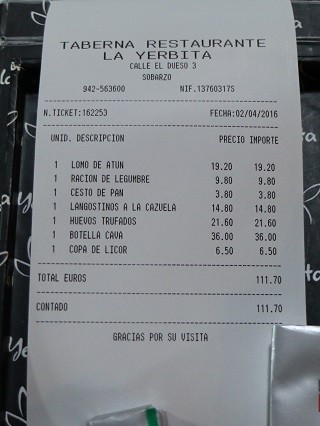 TABERNA RESTAURANTE
LA YERBITA
CALLE EL DUESO 3
SOBARZO
942-563600 NIF.13760317S
N.TICKET:162253 FECHA:02/04/2016
UNID. DESCRIPCION PRECIO IMPORTE
1 LOMO DE ATUN 19.20 19.20
1 RACION DE LEGUMBRE 9.80 9.80
1 CESTO DE PAN 3.80 3.80
1 LANGOSTINOS A LA CAZUELA 14.80 14.80
1 HUEVOS TRUFADOS 21.60 21.60
1 BOTELLA CAVA 36.00 36.00
1 COPA DE LICOR 6.50 6.50
TOTAL EUROS 111.70
CONTADO 111.70
GRACIAS POR SU VISITA